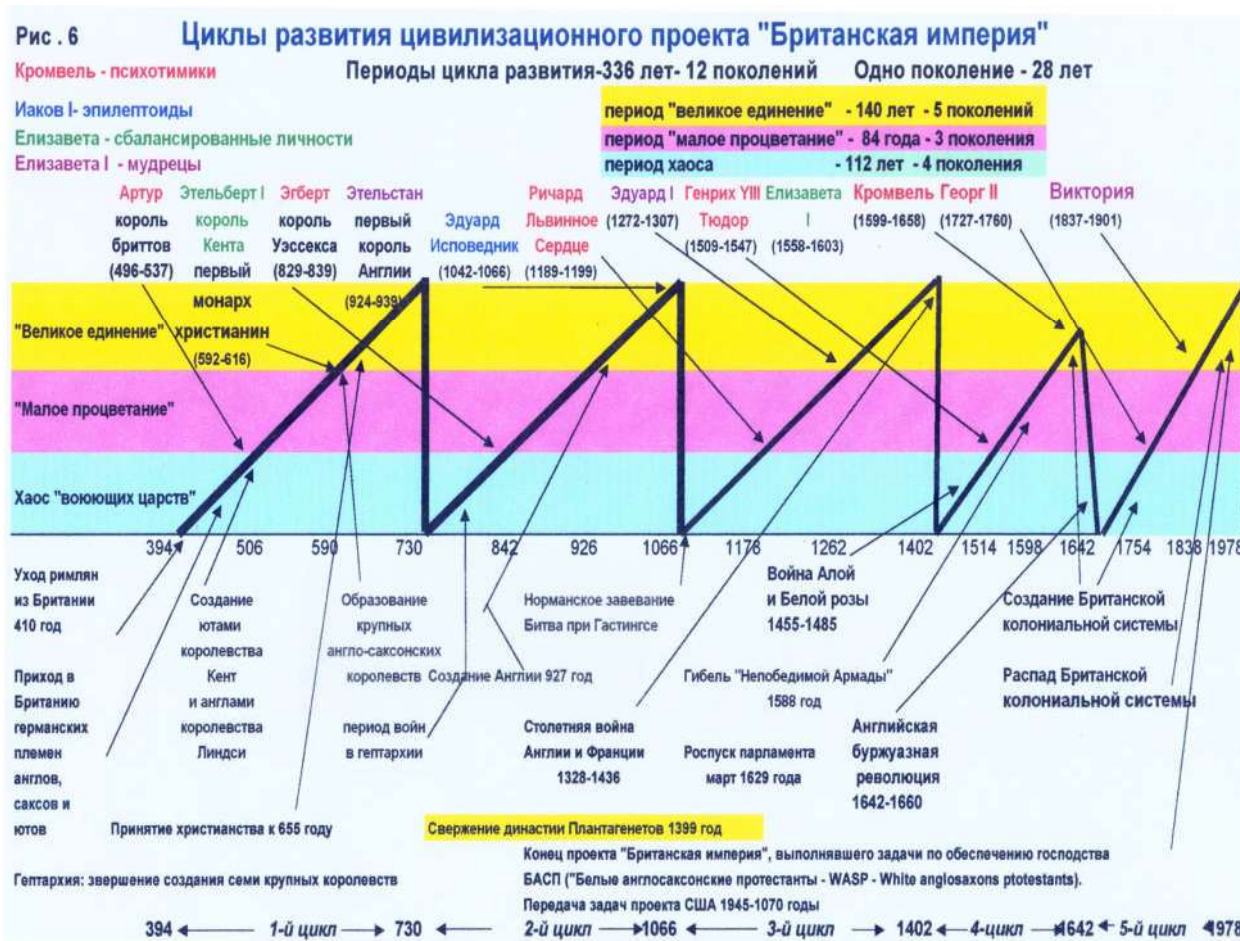 Рис . 6
Циклы развития цивилизационного проекта "Британская империя"
Кромвель - психотимики
Периоды цикла развития-336 лет- 12 поколений
Одно поколение - 28 лет
Иаков I- эпилептоиды
период "великое единение" - 140 лет - 5 поколений
Елизавета - сбалансированные личности
период "малое процветание" - 84 года - 3 поколения
Елизавета I - мудрецы
период хаоса - 112 лет - 4 поколения
Артур
король
бриттов
(496-537)
Этельберт I
король
Кента
первый
монарх
христианин
(592-616)
Эгберт
король
Уэссекса
(829-839)
Этельстан
первый
король
Англии
(924-939)
Эдуард
Исповедник
(1042-1066)
Ричард
Львинное
Сердце
(1189-1199)
Эдуард I
(1272-1307)
Генрих YIII
Тюдор
(1509-1547)
Елизавета
I
(1558-1603)
Кромвель
(1599-1658)
Георг II
(1727-1760)
Виктория
(1837-1901)
"Великое единение"
"Малое процветание"
Хаос "воюющих царств"
394 506 590 730 842 926 1066 1178 1262 1402 1514 1598 1642 1754 1838 1978
Уход римлян
из Британии
410 год
Приход в
Британию
германских
племен
англов,
саксов и
ютов
Создание
ютами
королевства
Кент
и англами
королевства
Линдси
Образование
крупных
англо-саксонских
королевств
период войн
в гептархии
Создание Англии 927 год
Норманское завевание
Битва при Гастингсе
Столетняя война
Англии и Франции
1328-1436
Война Алой
и Белой розы
1455-1485
Гибель "Непобедимой Армады"
1588 год
Роспуск парламента
март 1629 года
Английская
буржуазная
революция
1642-1660
Создание Британской
колониальной системы
Распад Британской
колониальной системы
Принятие христианства к 655 году
Свержение династии Плантагенетов 1399 год
Гептархия: звершение создания семи крупных королевств
Конец проекта "Британская империя", выполнявшего задачи по обеспечению господства
БАСП ("Белые англосаксонские протестанты - WASP - White anglosaxons ptotestants).
Передача задач проекта США 1945-1070 годы
394 1-й цикл 730 2-й цикл 1066 3-й цикл 1402 4-цикл 1642 5-й цикл 1978